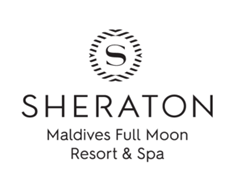 S
SHERATON
Maldives Full Moon
Resort & Spa